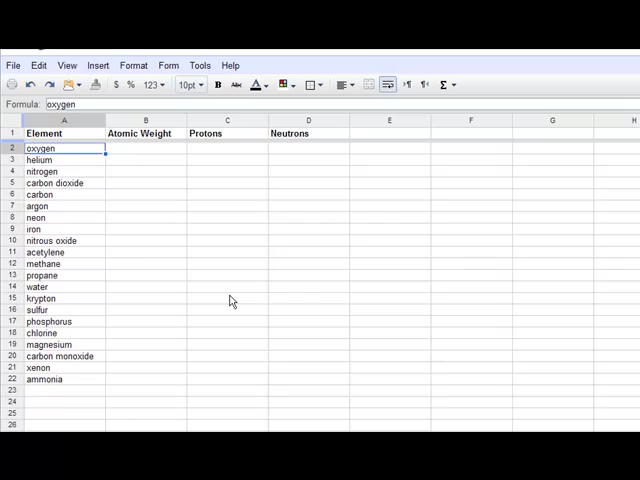 File Edit View Insert Format Form Tools Help
$ % 123 10pt B Abc A Σ
Formula: oxygen
A B C D E F G H
1 Element Atomic Weight Protons Neutrons
2 oxygen
3 helium
4 nitrogen
5 carbon dioxide
6 carbon
7 argon
8 neon
9 iron
10 nitrous oxide
11 acetylene
12 methane
13 propane
14 water
15 krypton
16 sulfur
17 phosphorus
18 chlorine
19 magnesium
20 carbon monoxide
21 xenon
22 ammonia
23
24
25
26